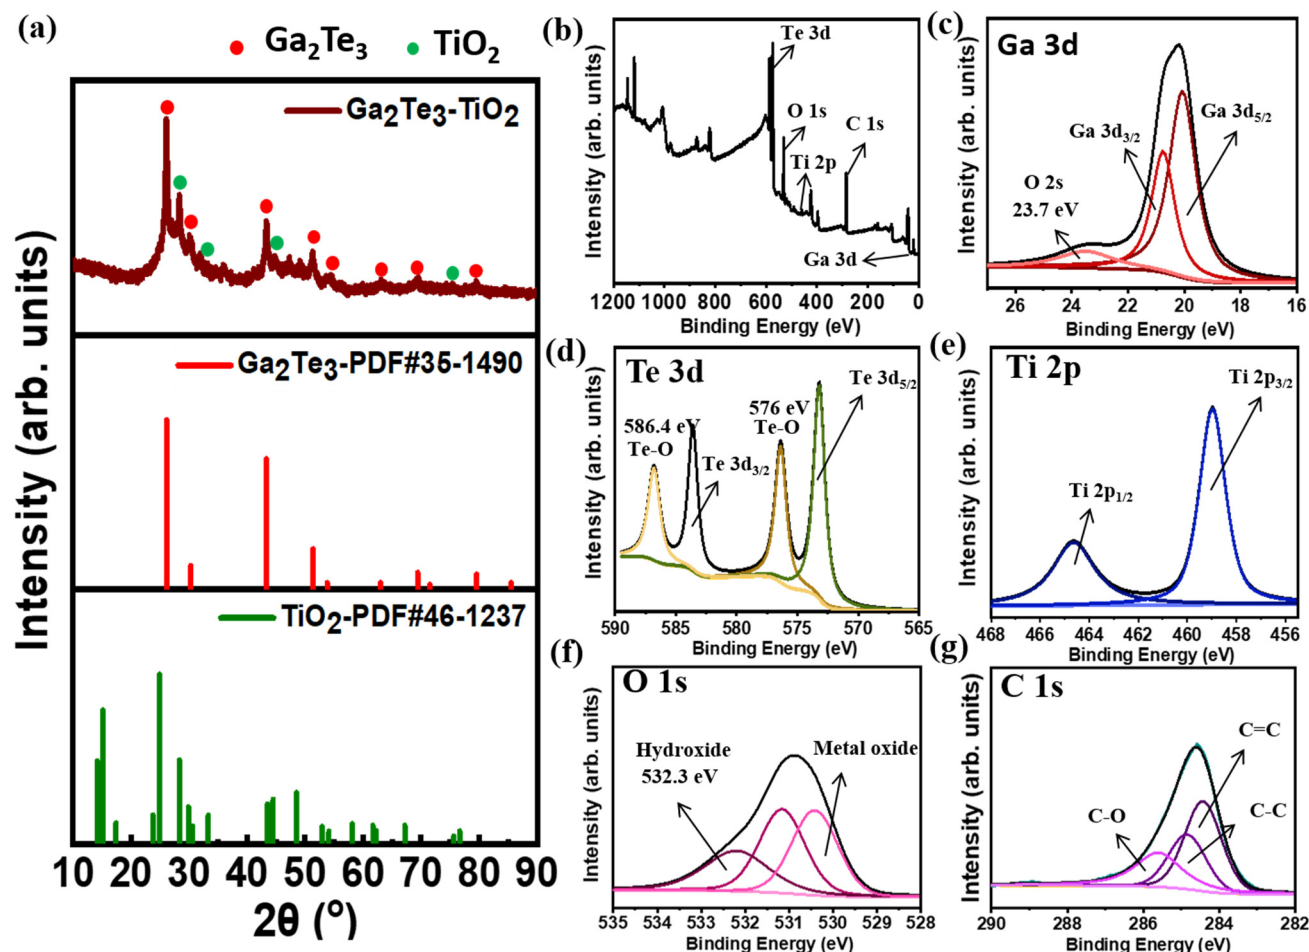 (a)
Ga₂Te₃ TiO₂
Ga₂Te₃-TiO₂
Ga₂Te₃-PDF#35-1490
TiO₂-PDF#46-1237
Intensity (arb. units)
10 20 30 40 50 60 70 80 90
2θ (°)
(b)
Te 3d
O 1s
C 1s
Ti 2p
Ga 3d
Intensity (arb. units)
1200 1000 800 600 400 200 0
Binding Energy (eV)
(c)
Ga 3d
Ga 3d₃/₂
Ga 3d₅/₂
O 2s
23.7 eV
Intensity (arb. units)
26 24 22 20 18 16
Binding Energy (eV)
(d)
Te 3d
Te 3d₅/₂
586.4 eV
Te-O
576 eV
Te-O
Te 3d₃/₂
Intensity (arb. units)
590 585 580 575 570 565
Binding Energy (eV)
(e)
Ti 2p
Ti 2p₃/₂
Ti 2p₁/₂
Intensity (arb. units)
468 466 464 462 460 458 456
Binding Energy (eV)
(f)
O 1s
Hydroxide
532.3 eV
Metal oxide
Intensity (arb. units)
535 534 533 532 531 530 529 528
Binding Energy (eV)
(g)
C 1s
C=C
C-O
C-C
Intensity (arb. units)
290 288 286 284 282
Binding Energy (eV)